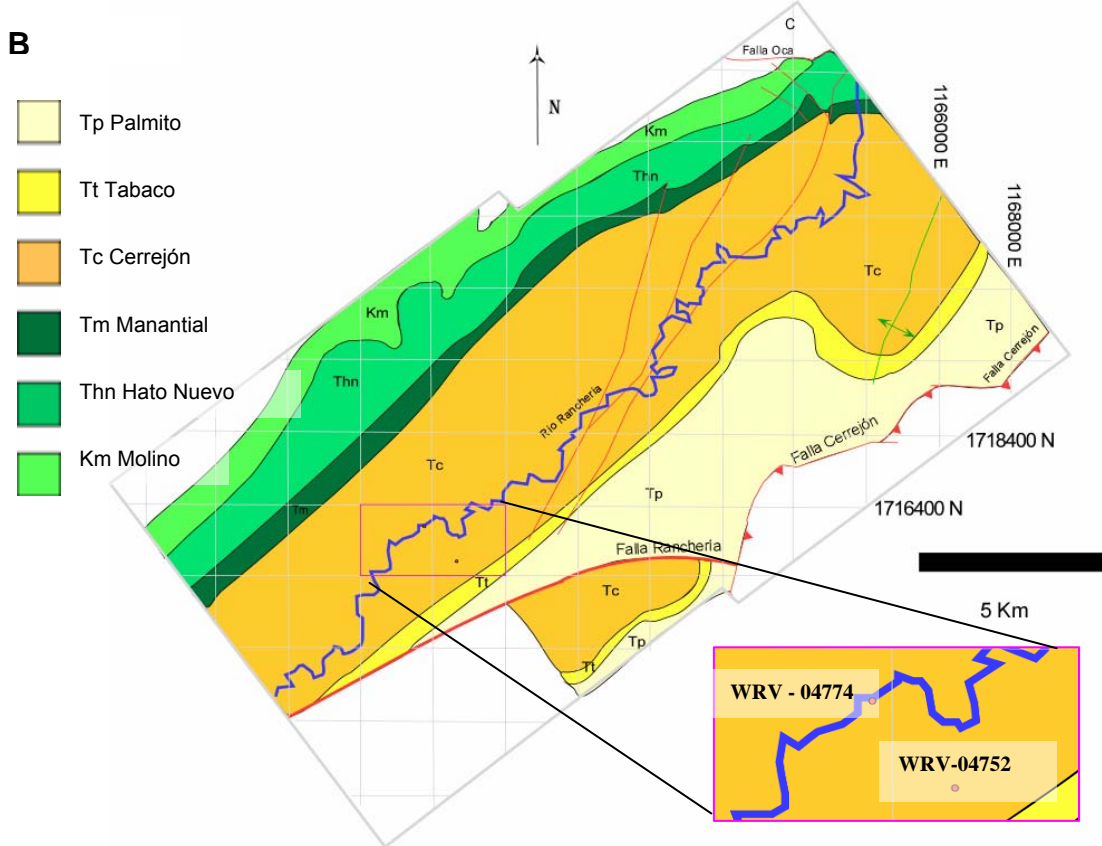 B
Tp Palmito
Tt Tabaco
Tc Cerrejón
Tm Manantial
Thn Hato Nuevo
Km Molino
C
Falla Oca
N
Km
Thn
1166000 E
1168000 E
Tc
Tp
Km
Thn
Falla Cerrejón
Rio Rancheria
Falla Cerrejón
1718400 N
Tc
Tp
1716400 N
Tm
Falla Rancheria
Tt
Tc
5 Km
Tp
Tt
WRV - 04774
WRV-04752